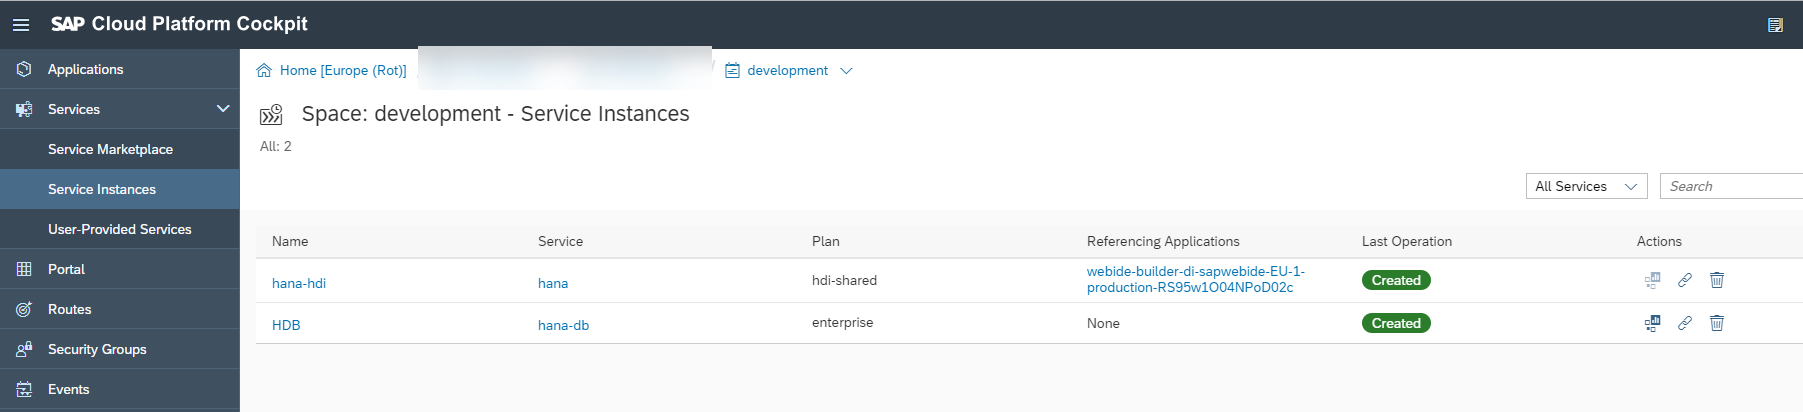 SAP Cloud Platform Cockpit
Applications
Services
Service Marketplace
Service Instances
User-Provided Services
Portal
Routes
Security Groups
Events
Home [Europe (Rot)] / development
Space: development - Service Instances
All: 2
All Services Search
Name Service Plan Referencing Applications Last Operation Actions
hana-hdi hana hdi-shared webide-builder-di-sapwebide-EU-1-
production-RS95w1O04NPoD02c Created
HDB hana-db enterprise None Created